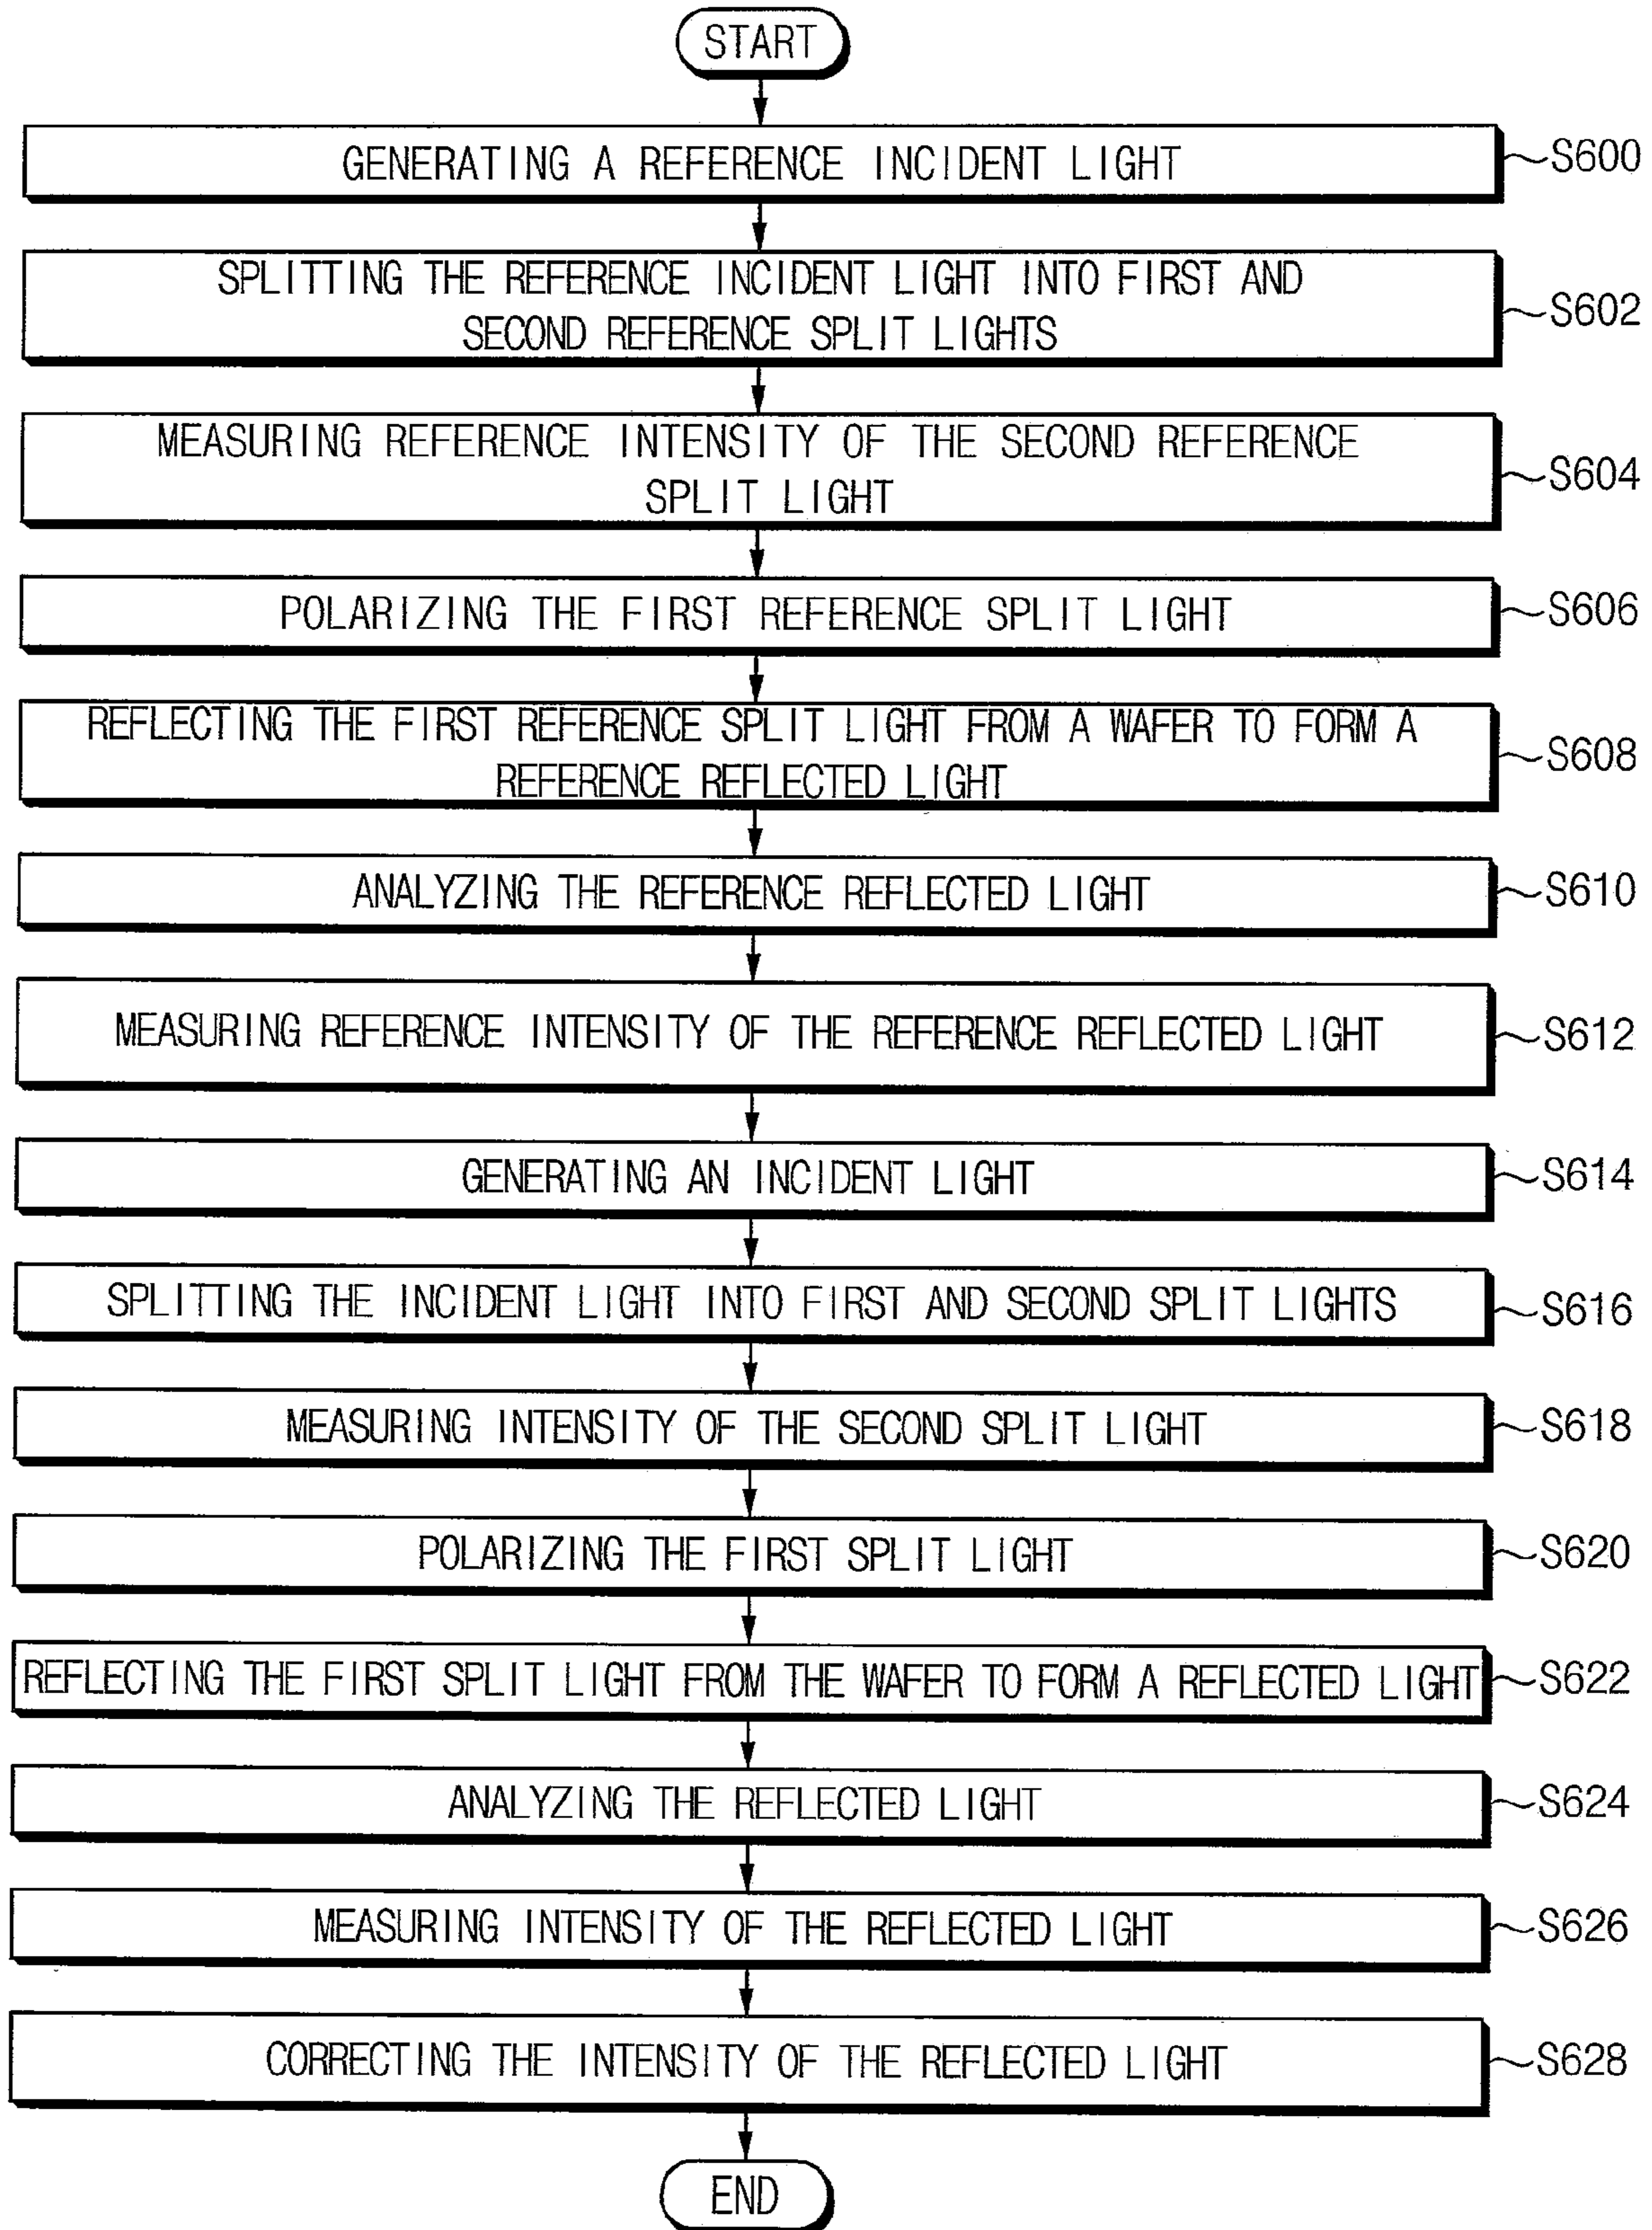 START
GENERATING A REFERENCE INCIDENT LIGHT
S600
SPLITTING THE REFERENCE INCIDENT LIGHT INTO FIRST AND
SECOND REFERENCE SPLIT LIGHTS
S602
MEASURING REFERENCE INTENSITY OF THE SECOND REFERENCE
SPLIT LIGHT
S604
POLARIZING THE FIRST REFERENCE SPLIT LIGHT
S606
REFLECTING THE FIRST REFERENCE SPLIT LIGHT FROM A WAFER TO FORM A
REFERENCE REFLECTED LIGHT
S608
ANALYZING THE REFERENCE REFLECTED LIGHT
S610
MEASURING REFERENCE INTENSITY OF THE REFERENCE REFLECTED LIGHT
S612
GENERATING AN INCIDENT LIGHT
S614
SPLITTING THE INCIDENT LIGHT INTO FIRST AND SECOND SPLIT LIGHTS
S616
MEASURING INTENSITY OF THE SECOND SPLIT LIGHT
S618
POLARIZING THE FIRST SPLIT LIGHT
S620
REFLECTING THE FIRST SPLIT LIGHT FROM THE WAFER TO FORM A REFLECTED LIGHT
S622
ANALYZING THE REFLECTED LIGHT
S624
MEASURING INTENSITY OF THE REFLECTED LIGHT
S626
CORRECTING THE INTENSITY OF THE REFLECTED LIGHT
S628
END